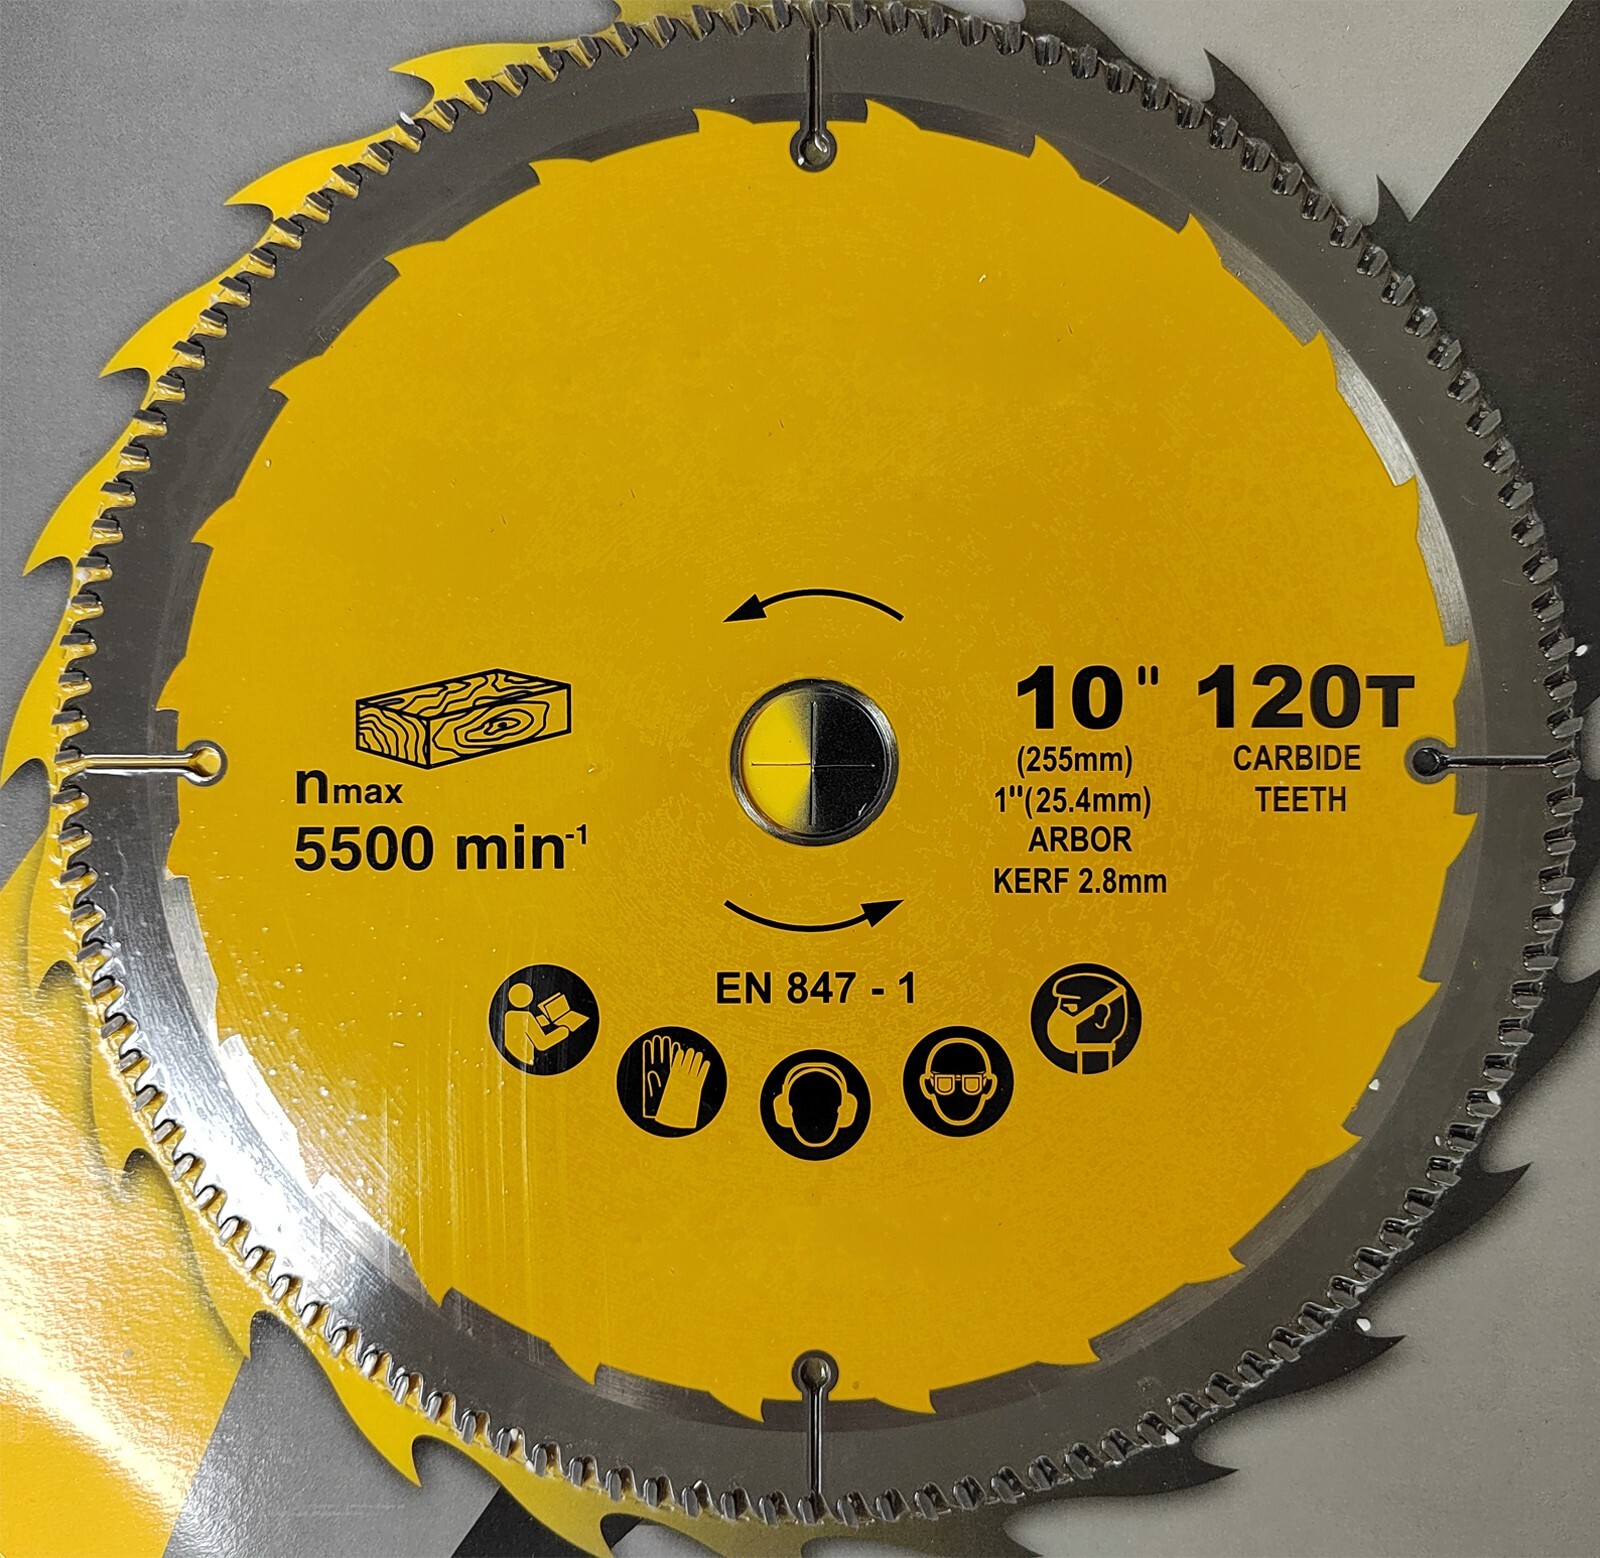 10" 120T
(255mm) CARBIDE
1"(25.4mm) TEETH
ARBOR
KERF 2.8mm
nmax
5500 min-1
EN 847 - 1